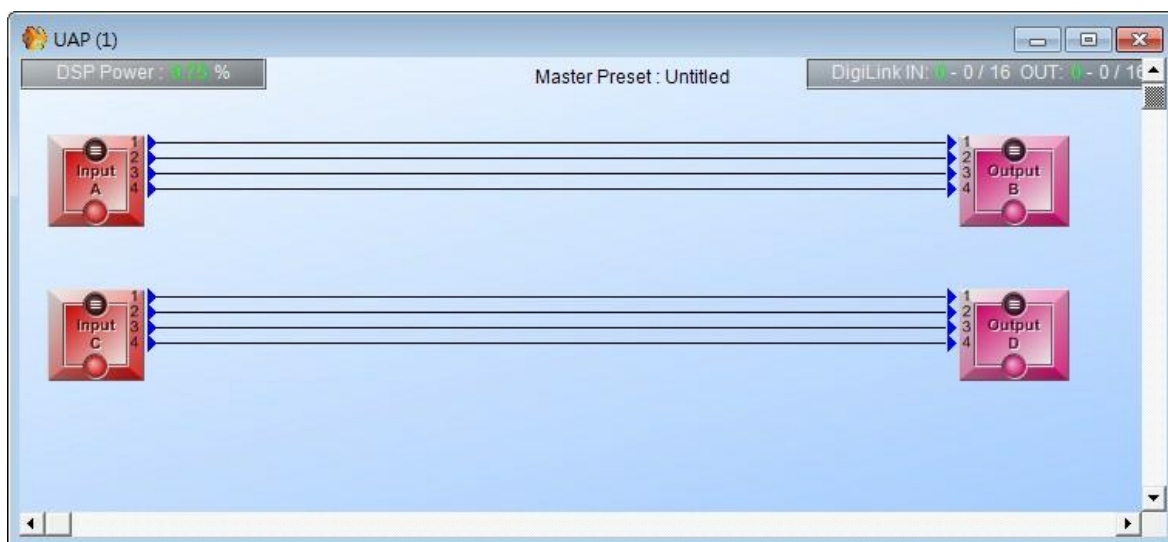 UAP (1)
DSP Power : 0.75 %
Master Preset : Untitled
DigiLink IN: 0 - 0 / 16 OUT: 0 - 0 / 16
Input
A
1
2
3
4
1
2
3
4
Output
B
Input
C
1
2
3
4
1
2
3
4
Output
D